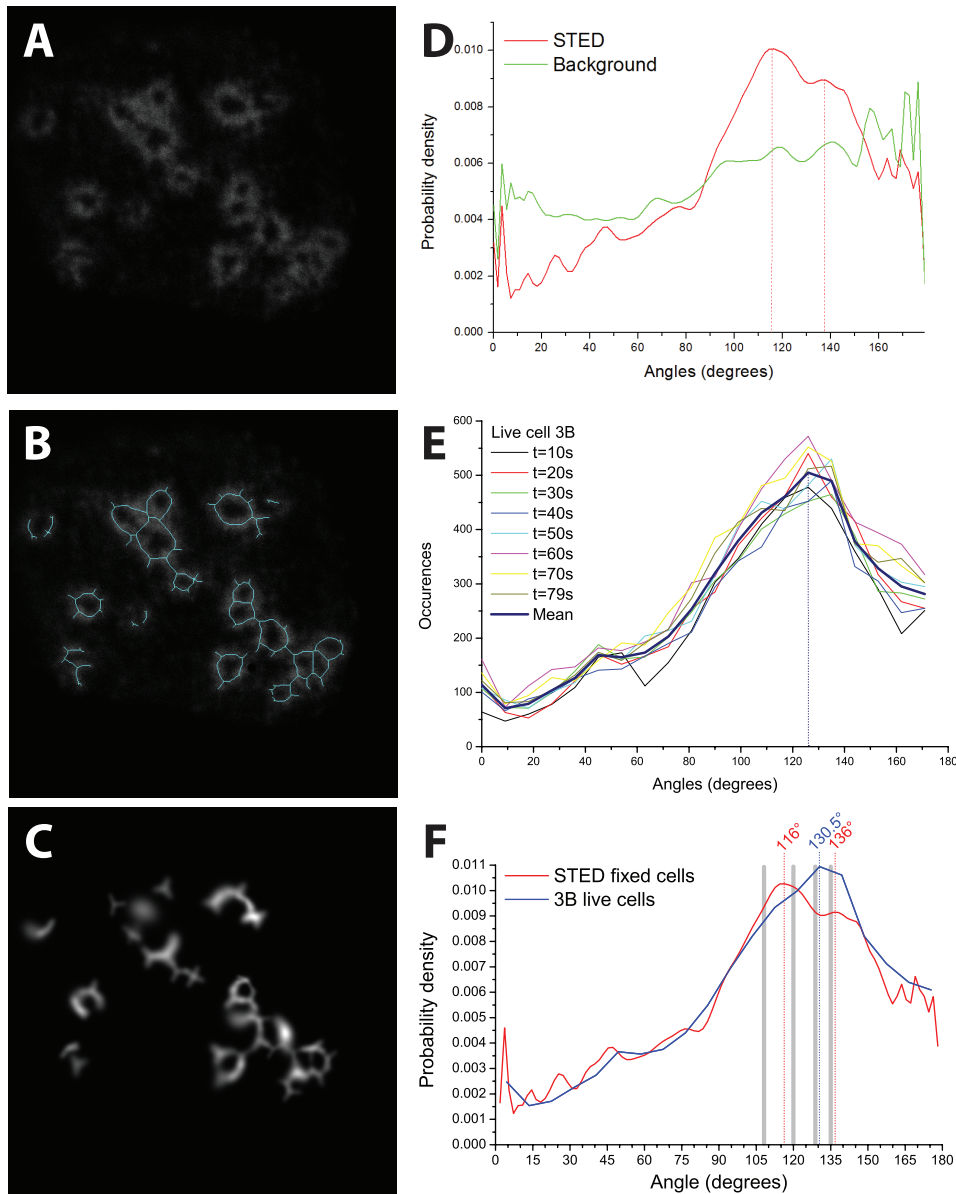 A
B
C
D
STED
Background
Probability density
0.010
0.008
0.006
0.004
0.002
0.000
0 20 40 60 80 100 120 140 160
Angles (degrees)
E
Live cell 3B
t=10s
t=20s
t=30s
t=40s
t=50s
t=60s
t=70s
t=79s
Mean
Occurences
600
500
400
300
200
100
0
0 20 40 60 80 100 120 140 160 180
Angles (degrees)
F
116°
130.5°
136°
STED fixed cells
3B live cells
Probability density
0.011
0.010
0.009
0.008
0.007
0.006
0.005
0.004
0.003
0.002
0.001
0.000
0 15 30 45 60 75 90 105 120 135 150 165 180
Angle (degrees)